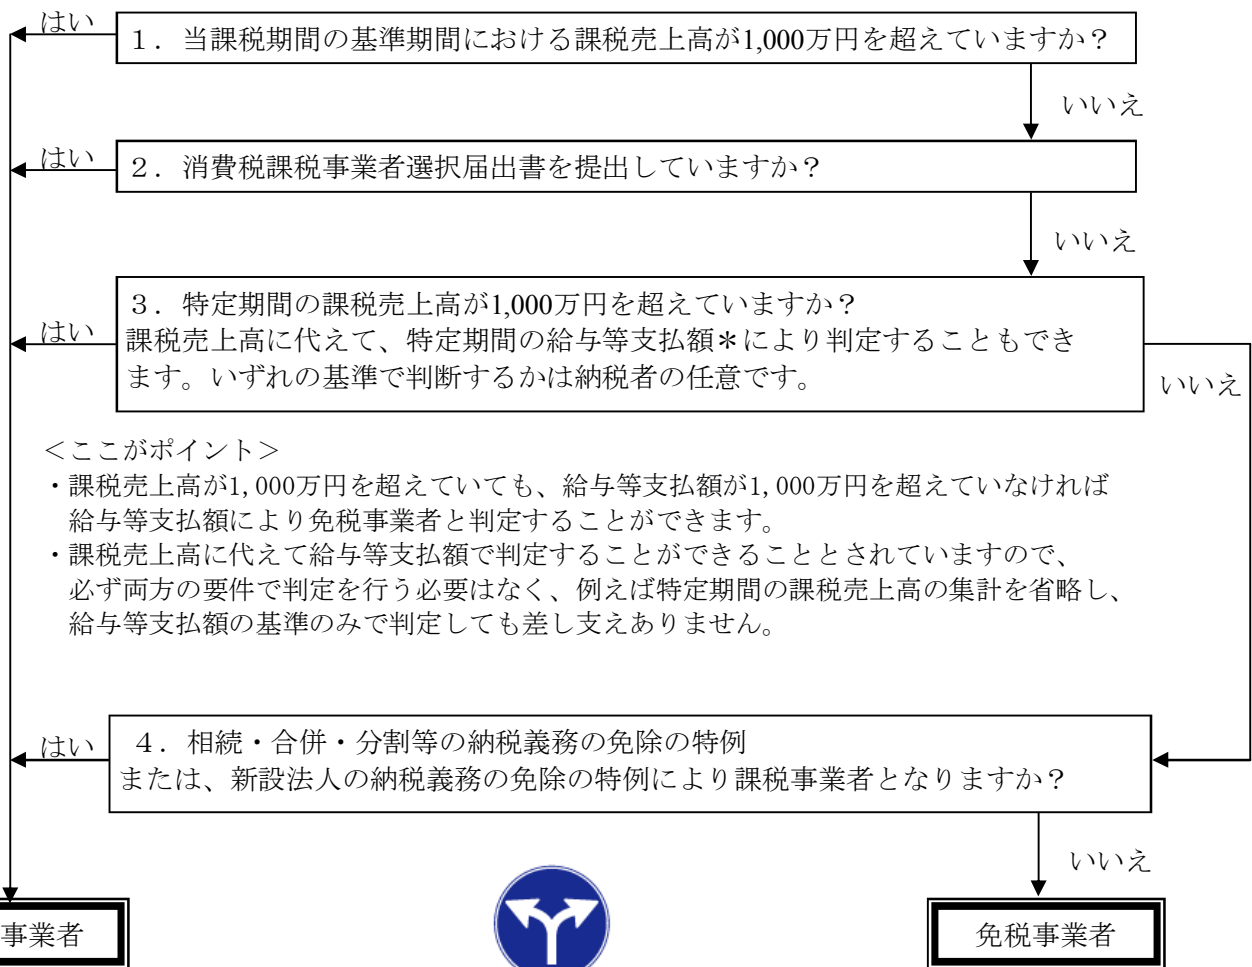 はい
１．当課税期間の基準期間における課税売上高が1,000万円を超えていますか？
いいえ
はい
２．消費税課税事業者選択届出書を提出していますか？
いいえ
３．特定期間の課税売上高が1,000万円を超えていますか？
はい
課税売上高に代えて、特定期間の給与等支払額＊により判定することもでき
ます。いずれの基準で判断するかは納税者の任意です。
いいえ
＜ここがポイント＞
・課税売上高が1,000万円を超えていても、給与等支払額が1,000万円を超えていなければ
給与等支払額により免税事業者と判定することができます。
・課税売上高に代えて給与等支払額で判定することができることとされていますので、
必ず両方の要件で判定を行う必要はなく、例えば特定期間の課税売上高の集計を省略し、
給与等支払額の基準のみで判定しても差し支えありません。
はい
４．相続・合併・分割等の納税義務の免除の特例
または、新設法人の納税義務の免除の特例により課税事業者となりますか？
いいえ
事業者
免税事業者